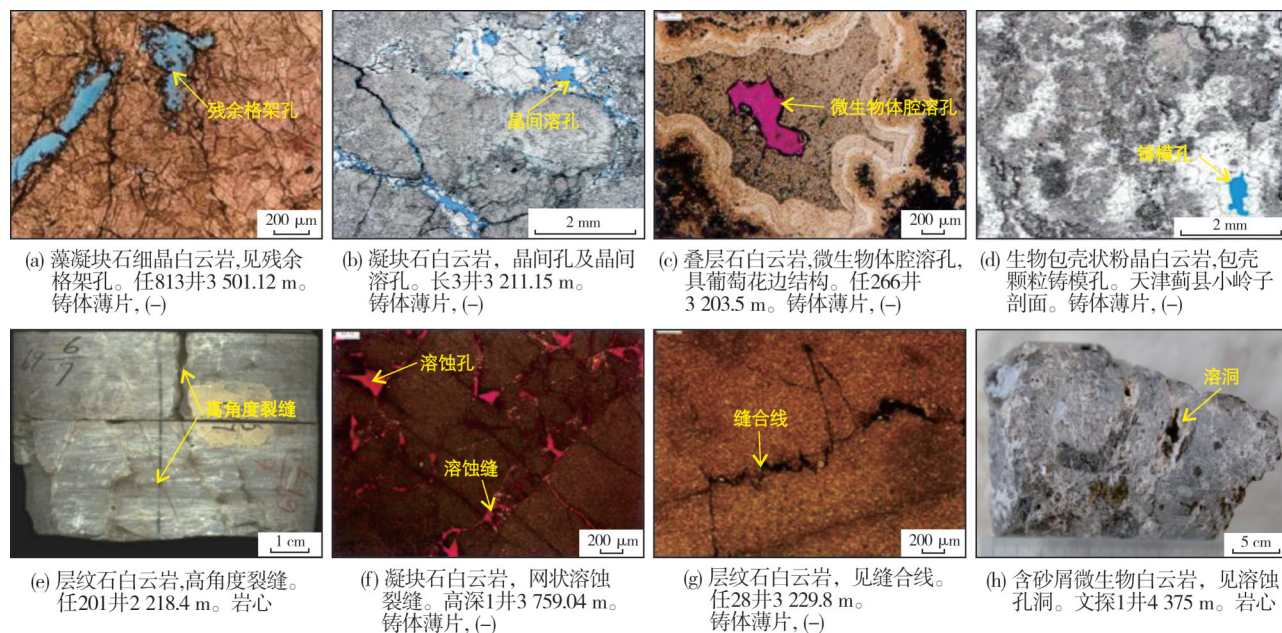 残余格架孔
200 μm
晶间溶孔
2 mm
微生物体腔溶孔
200 μm
铸模孔
2 mm
(a) 藻凝块石细晶白云岩,见残余
格架孔。任813井3 501.12 m。
铸体薄片, (−)
(b) 凝块石白云岩，晶间孔及晶间
溶孔。长3井3 211.15 m。
铸体薄片, (−)
(c) 叠层石白云岩,微生物体腔溶孔,
具葡萄花边结构。任266井
3 203.5 m。铸体薄片, (−)
(d) 生物包壳状粉晶白云岩,包壳
颗粒铸模孔。天津蓟县小岭子
剖面。铸体薄片, (−)
69 6/7
高角度裂缝
1 cm
溶蚀孔
溶蚀缝
200 μm
缝合线
200 μm
溶洞
5 cm
(e) 层纹石白云岩,高角度裂缝。
任201井2 218.4 m。岩心
(f) 凝块石白云岩，网状溶蚀
裂缝。高深1井3 759.04 m。
铸体薄片, (−)
(g) 层纹石白云岩，见缝合线。
任28井3 229.8 m。
铸体薄片, (−)
(h) 含砂屑微生物白云岩，见溶蚀
孔洞。文探1井4 375 m。岩心